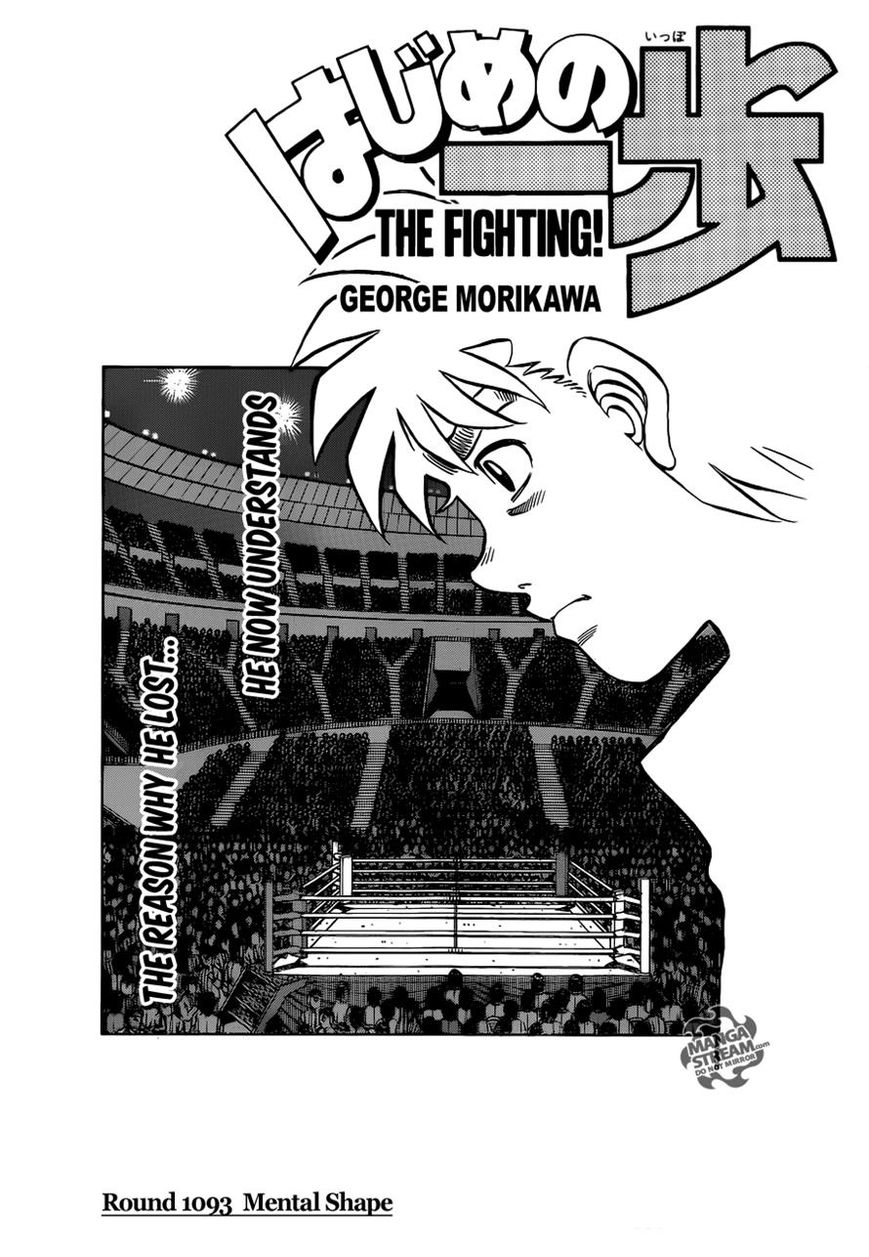 いっぽ
はじめの一歩
THE FIGHTING!
GEORGE MORIKAWA
HE NOW UNDERSTANDS
THE REASON WHY HE LOST...
MANGA
STREAM.com
DO NOT MIRROR
Round 1093 Mental Shape